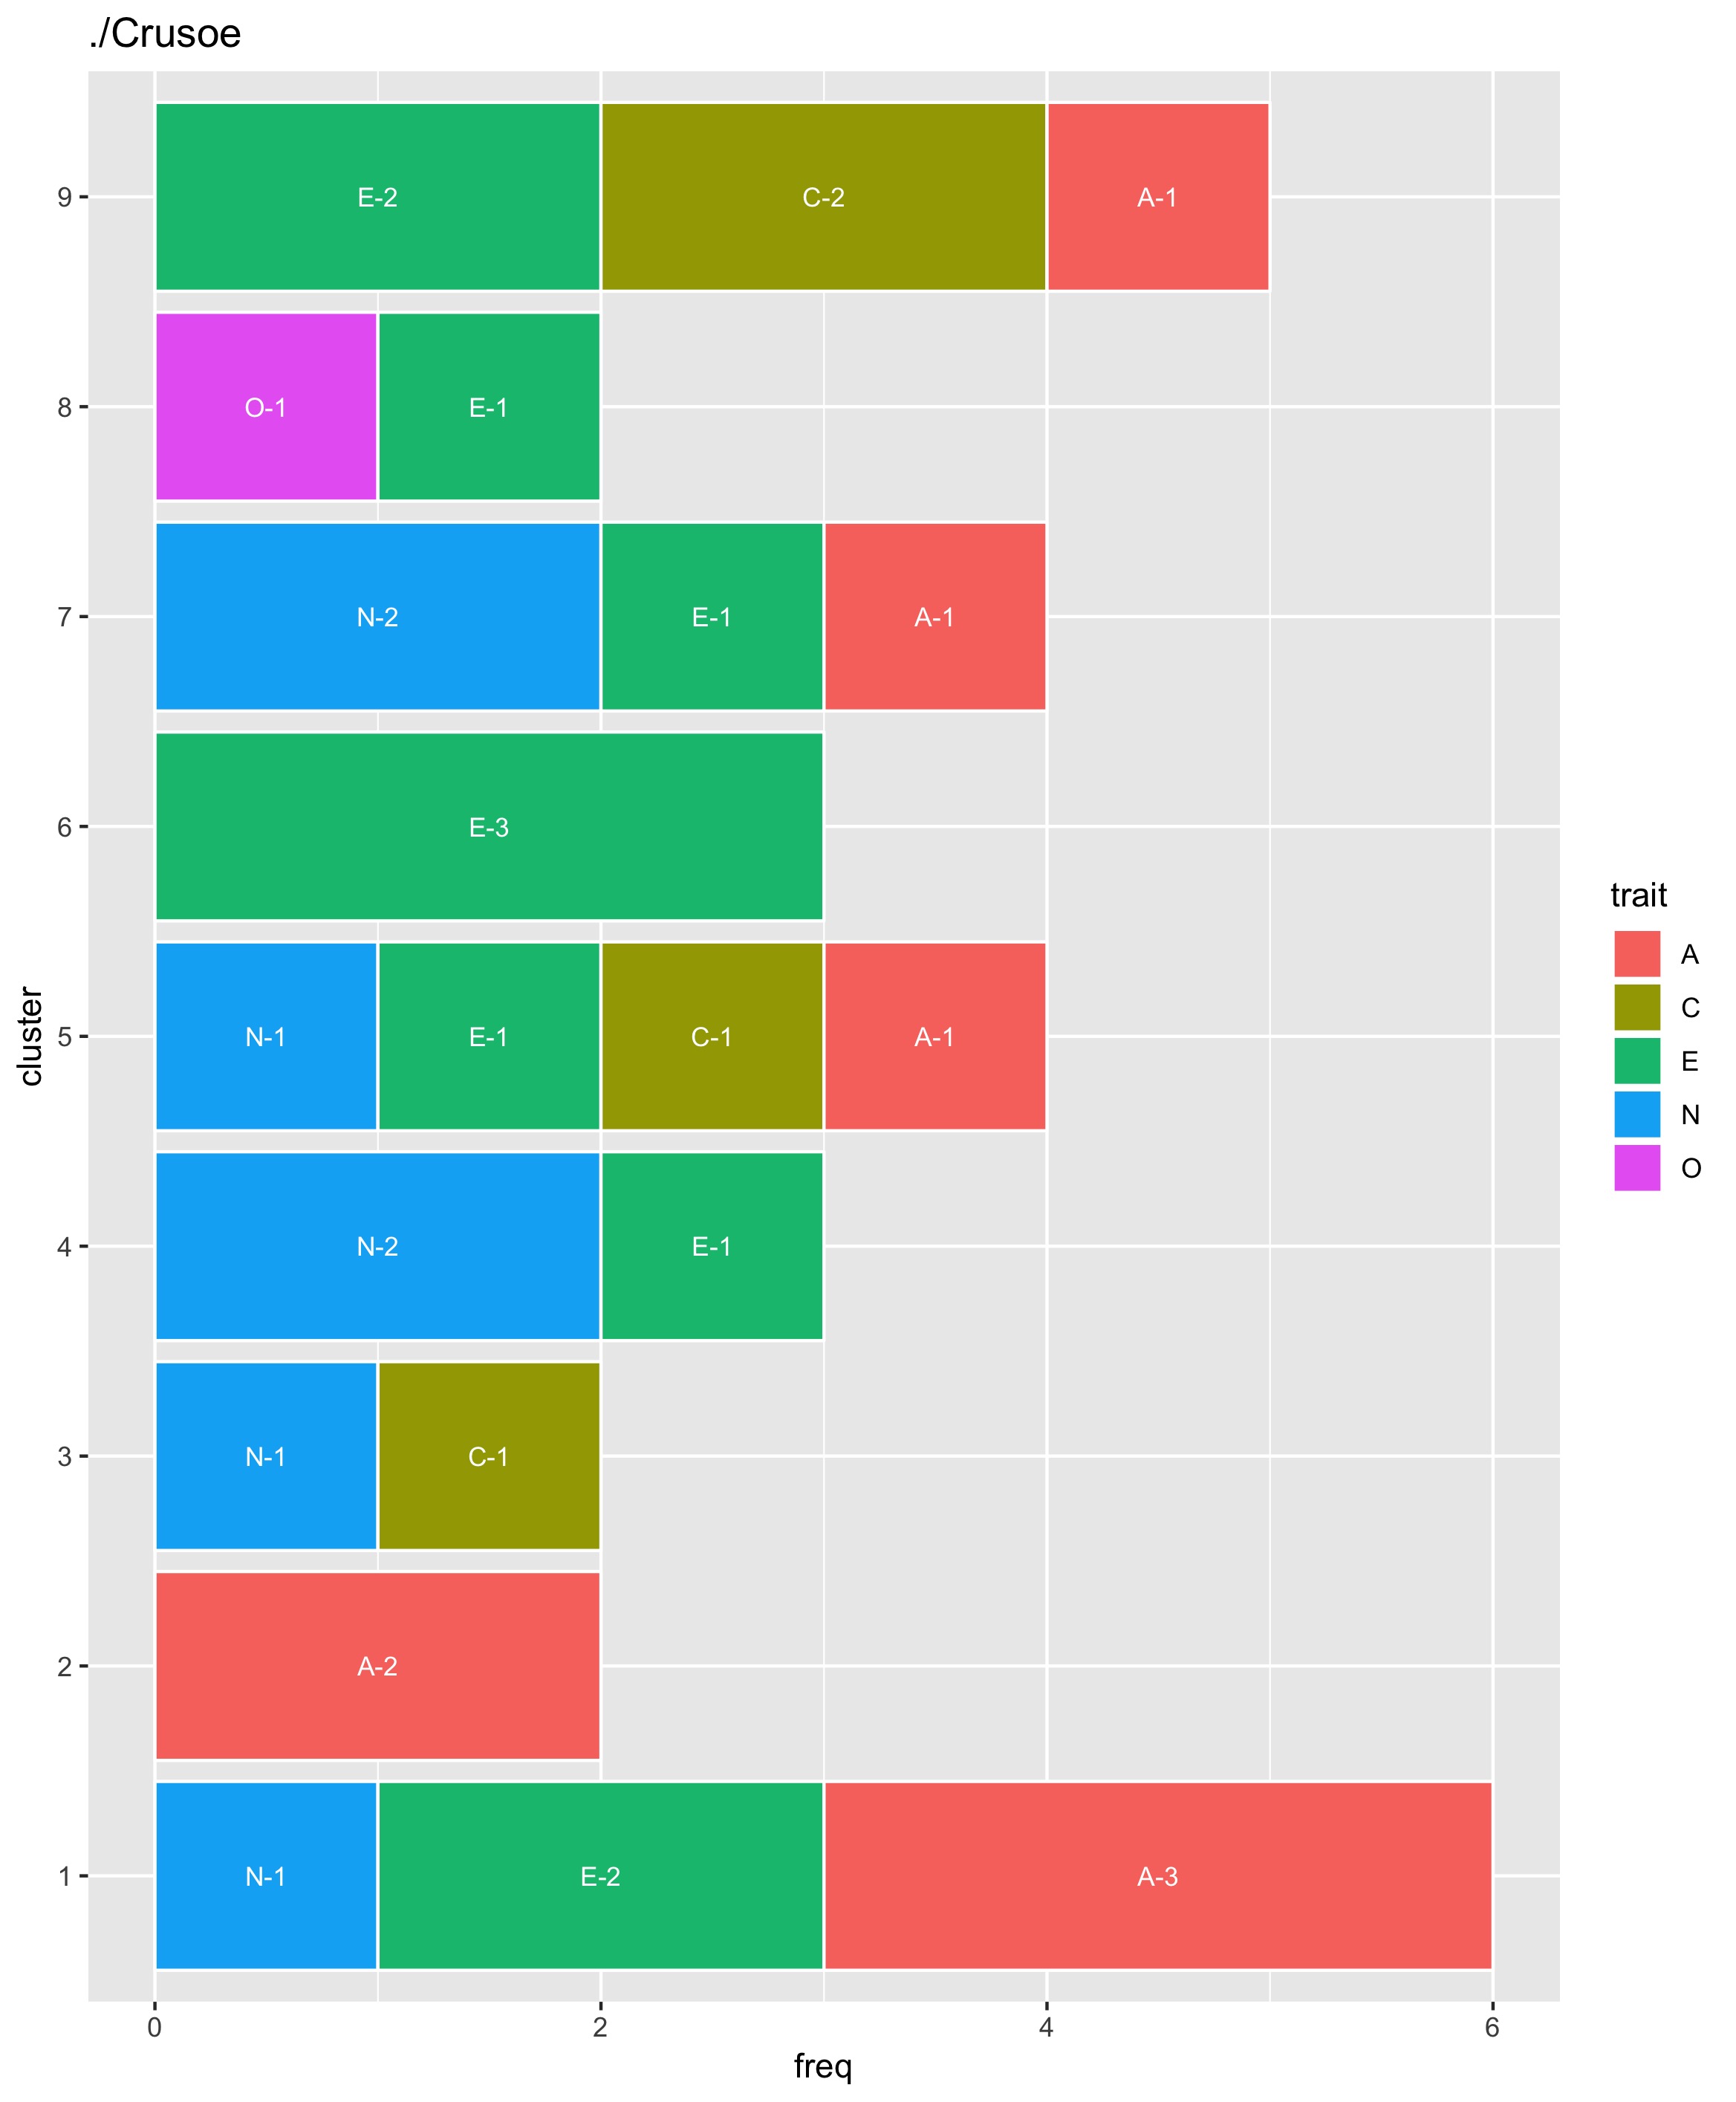 ./Crusoe
9
E-2 C-2 A-1
8
O-1 E-1
7
N-2 E-1 A-1
6
E-3
5
N-1 E-1 C-1 A-1
4
N-2 E-1
3
N-1 C-1
2
A-2
1
N-1 E-2 A-3
0 2 4 6
freq
cluster
trait
A
C
E
N
O